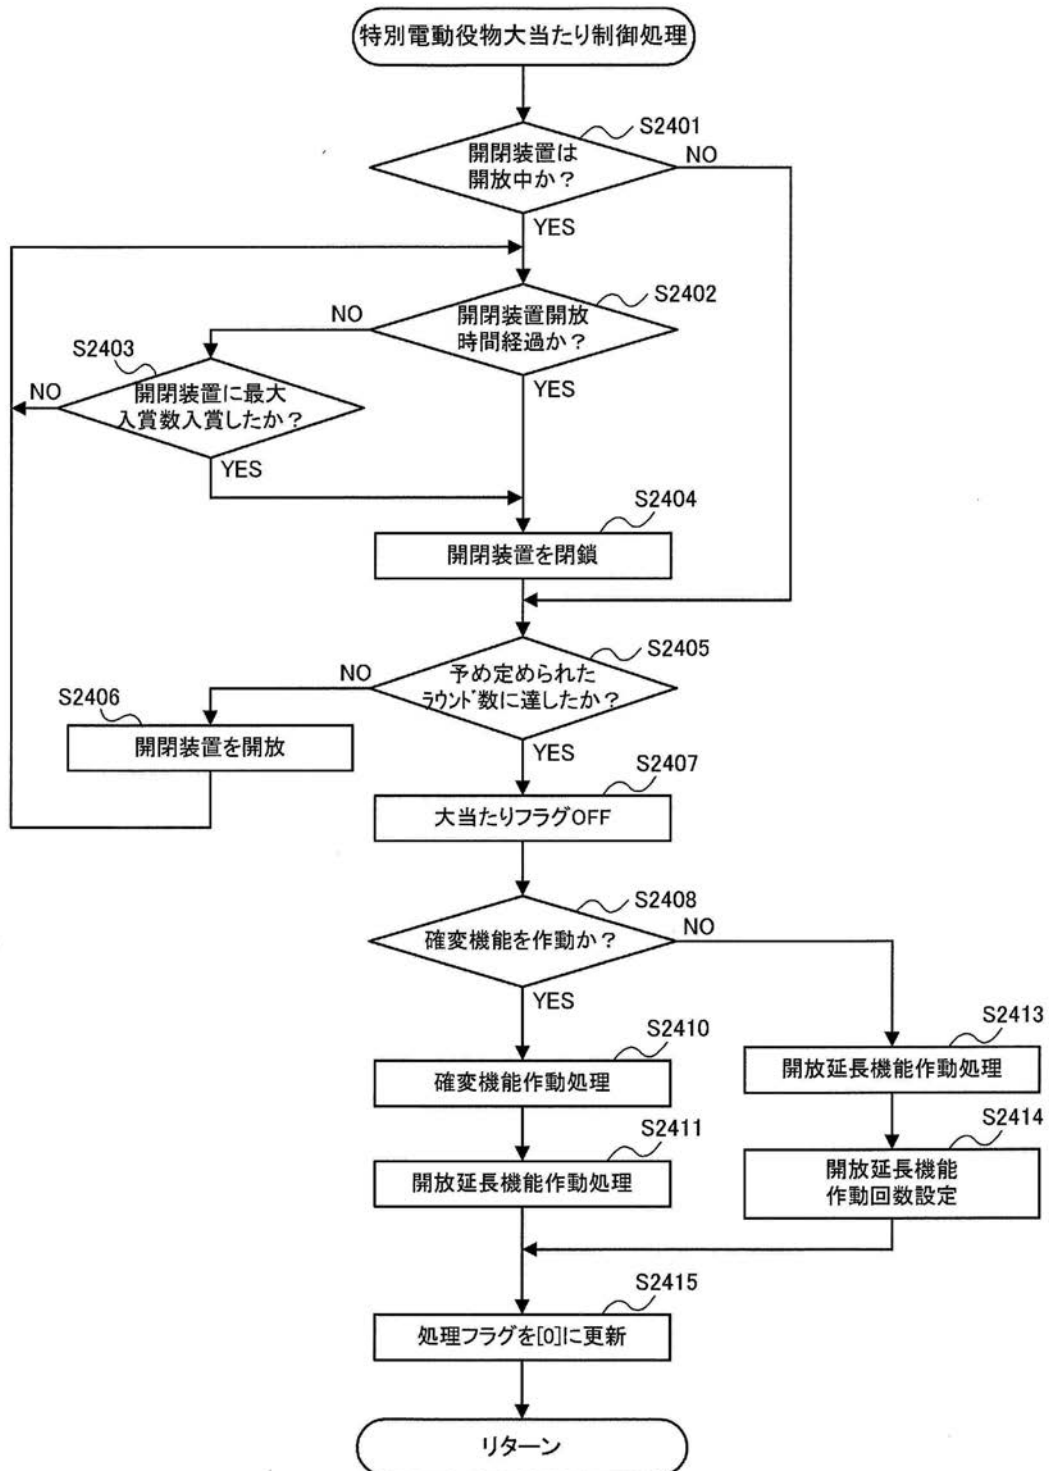 特別電動役物大当たり制御処理
S2401
開閉装置は
開放中か?
NO
YES
S2402
開閉装置開放
時間経過か?
NO
YES
S2403
開閉装置に最大
入賞数入賞したか?
NO
YES
S2404
開閉装置を閉鎖
S2405
予め定められた
ラウンド数に達したか?
NO
YES
S2406
開閉装置を開放
S2407
大当たりフラグOFF
S2408
確変機能を作動か?
NO
YES
S2410
確変機能作動処理
S2411
開放延長機能作動処理
S2413
開放延長機能作動処理
S2414
開放延長機能
作動回数設定
S2415
処理フラグを[0]に更新
リターン